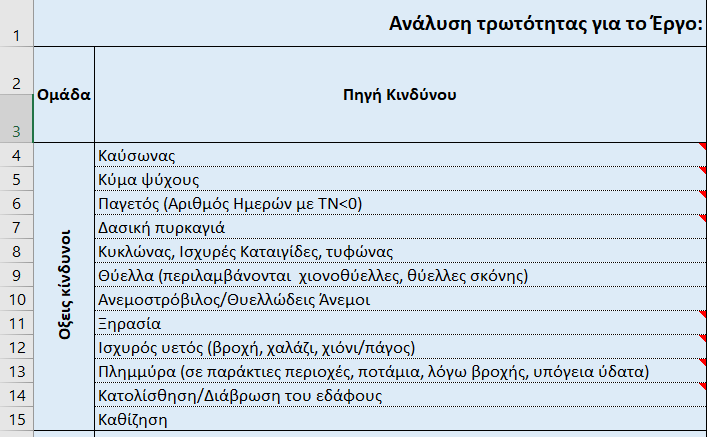 1 Ανάλυση τρωτότητας για το Έργο:
2 Ομάδα Πηγή Κινδύνου
3
4 Καύσωνας
5 Κύμα ψύχους
6 Παγετός (Αριθμός Ημερών με TN<0)
7 Δασική πυρκαγιά
8 Κυκλώνας, Ισχυρές Καταιγίδες, τυφώνας
9 Θύελλα (περιλαμβάνονται  χιονοθύελλες, θύελλες σκόνης)
10 Ανεμοστρόβιλος/Θυελλώδεις Άνεμοι
11 Ξηρασία
12 Ισχυρός υετός (βροχή, χαλάζι, χιόνι/πάγος)
13 Πλημμύρα (σε παράκτιες περιοχές, ποτάμια, λόγω βροχής, υπόγεια ύδατα)
14 Κατολίσθηση/Διάβρωση του εδάφους
15 Καθίζηση
Οξεις κίνδυνοι